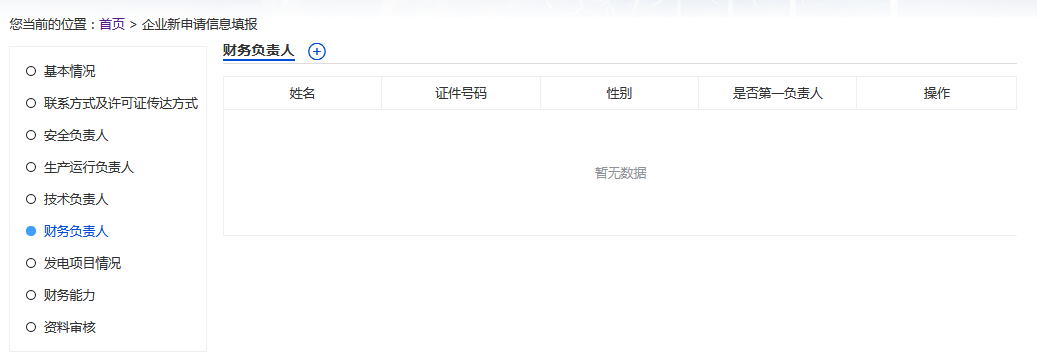 您当前的位置：首页 > 企业新申请信息填报
基本情况
联系方式及许可证传达方式
安全负责人
生产运行负责人
技术负责人
财务负责人
发电项目情况
财务能力
资料审核
财务负责人
姓名 证件号码 性别 是否第一负责人 操作
暂无数据